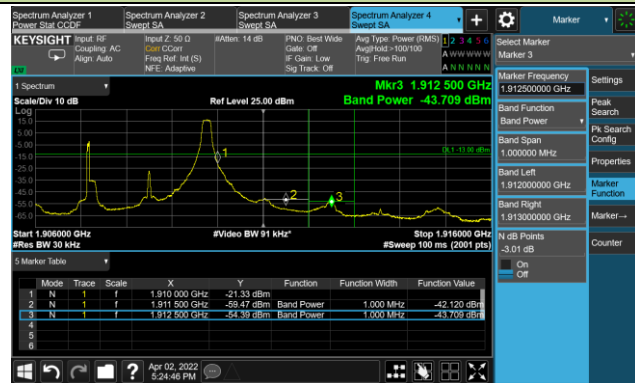 Spectrum Analyzer 1
Power Stat CCDF
Spectrum Analyzer 2
Swept SA
Spectrum Analyzer 3
Swept SA
Spectrum Analyzer 4
Swept SA
+
Marker
KEYSIGHT
Input: RF
Coupling: AC
Align: Auto
Input Z: 50 Ω
Corr CCorr
Freq Ref: Int (S)
NFE: Adaptive
#Atten: 14 dB
PNO: Best Wide
Gate: Off
IF Gain: Low
Sig Track: Off
Avg Type: Power (RMS)
Avg|Hold:>100/100
Trig: Free Run
1 2 3 4 5 6
A W W W W W
A N N N N N
Select Marker
Marker 3
1 Spectrum
Scale/Div 10 dB
Ref Level 25.00 dBm
Mkr3 1.912 500 GHz
Band Power -43.709 dBm
Log
15.0
5.00
-5.00
-15.0
-25.0
-35.0
-45.0
-55.0
-65.0
DL1 -13.00 dBm
1
2
3
Start 1.906000 GHz
#Video BW 91 kHz*
Stop 1.916000 GHz
#Res BW 30 kHz
#Sweep 100 ms (2001 pts)
Marker Frequency
1.912500000 GHz
Band Function
Band Power
Band Span
1.000000 MHz
Band Left
1.912000000 GHz
Band Right
1.913000000 GHz
N dB Points
-3.01 dB
On
Off
Settings
Peak
Search
Pk Search
Config
Properties
Marker
Function
Marker→
Counter
5 Marker Table
Mode Trace Scale X Y Function Function Width Function Value
1 N 1 f 1.910 000 GHz -21.33 dBm
2 N 1 f 1.911 500 GHz -59.47 dBm Band Power 1.000 MHz -42.120 dBm
3 N 1 f 1.912 500 GHz -54.39 dBm Band Power 1.000 MHz -43.709 dBm
4
5
6
?
Apr 02, 2022
5:24:46 PM